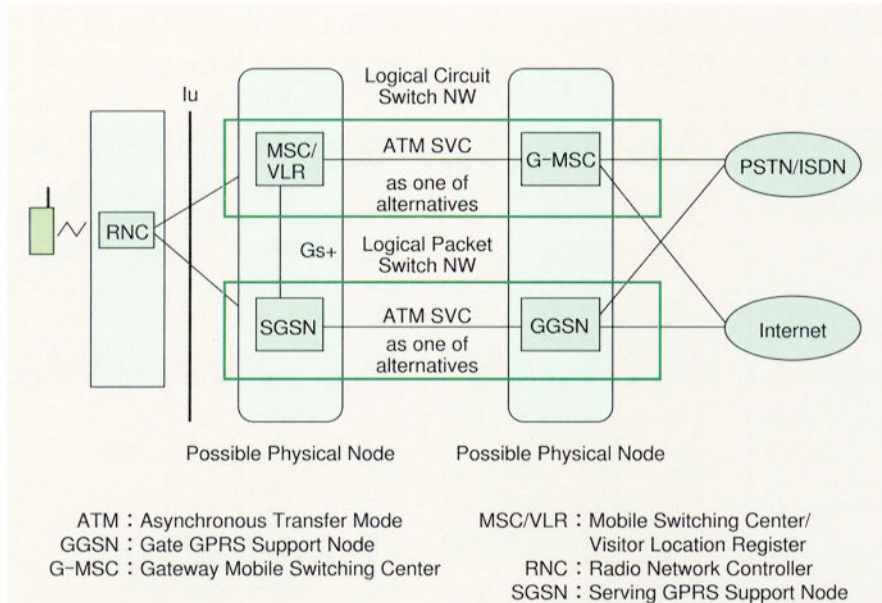 Logical Circuit
Switch NW
Iu
MSC/
VLR
ATM SVC
G-MSC
PSTN/ISDN
as one of
alternatives
RNC
Gs+
Logical Packet
Switch NW
SGSN
ATM SVC
GGSN
Internet
as one of
alternatives
Possible Physical Node
Possible Physical Node
ATM : Asynchronous Transfer Mode
GGSN : Gate GPRS Support Node
G-MSC : Gateway Mobile Switching Center
MSC/VLR : Mobile Switching Center/
Visitor Location Register
RNC : Radio Network Controller
SGSN : Serving GPRS Support Node